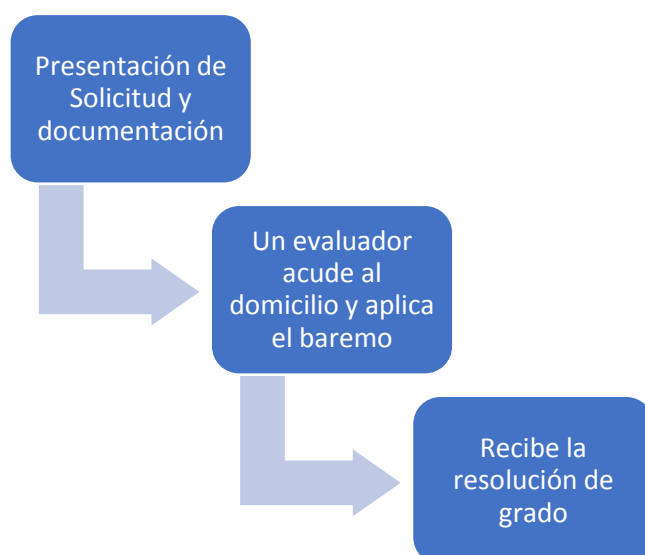 Presentación de
Solicitud y
documentación
Un evaluador
acude al
domicilio y aplica
el baremo
Recibe la
resolución de
grado